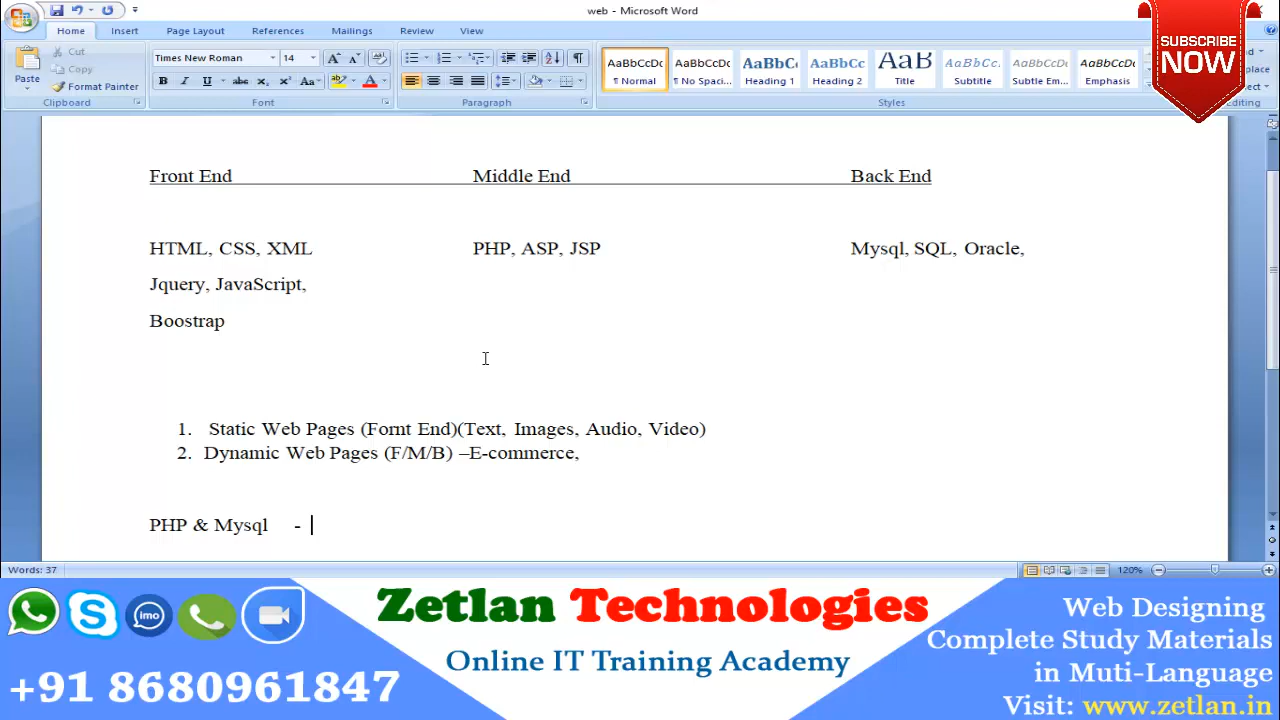 web - Microsoft Word
Home Insert Page Layout References Mailings Review View
Paste
Cut
Copy
Format Painter
Clipboard
Times New Roman 14
Font
Paragraph
AaBbCcDc AaBbCcDc AaBbC AaBbCc AaB AaBbCc. AaBbCcDc AaBbCcDc
¶ Normal ¶ No Spaci... Heading 1 Heading 2 Title Subtitle Subtle Em... Emphasis
Styles
Editing
SUBSCRIBE
NOW
Front End Middle End Back End
HTML, CSS, XML PHP, ASP, JSP Mysql, SQL, Oracle,
Jquery, JavaScript,
Boostrap
1. Static Web Pages (Fornt End)(Text, Images, Audio, Video)
2. Dynamic Web Pages (F/M/B) –E-commerce,
PHP & Mysql -
Words: 37 120%
imo
+91 8680961847
Zetlan Technologies
Online IT Training Academy
Web Designing
Complete Study Materials
in Muti-Language
Visit: www.zetlan.in